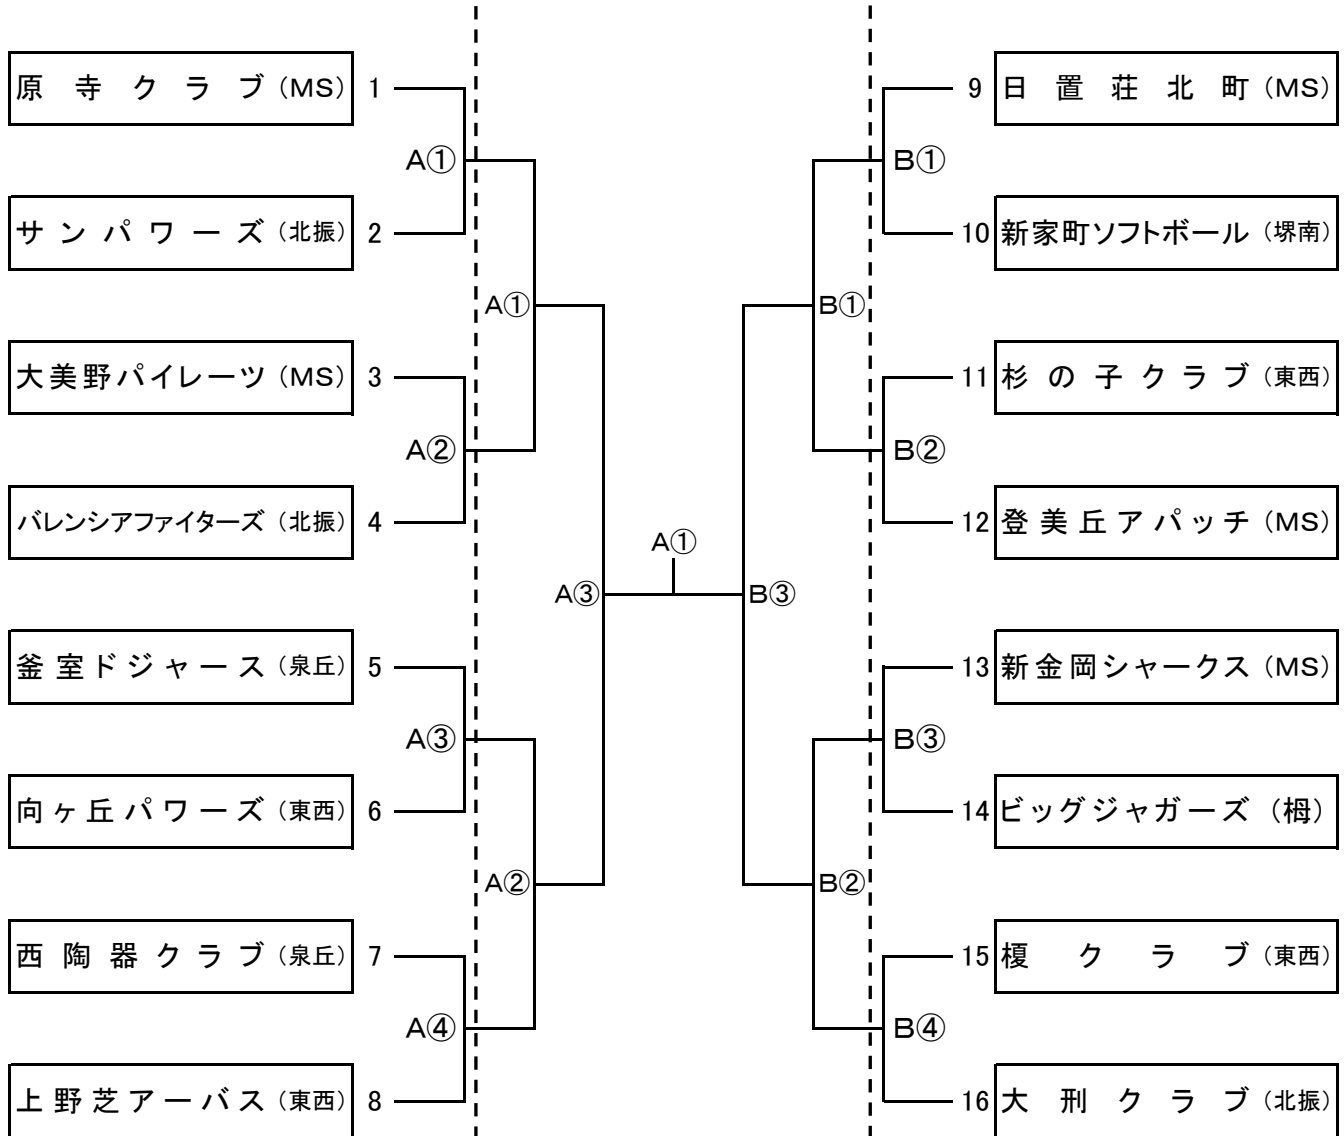 原寺クラブ（MS） 1
A①
サンパワーズ（北振） 2
A①
大美野パイレーツ（MS） 3
A②
バレンシアファイターズ（北振） 4
A①
A③
釜室ドジャース（泉丘） 5
A③
向ヶ丘パワーズ（東西） 6
A②
西陶器クラブ（泉丘） 7
A④
上野芝アーバス（東西） 8
9 日置荘北町（MS）
B①
10 新家町ソフトボール（堺南）
B①
11 杉の子クラブ（東西）
B②
12 登美丘アパッチ（MS）
B③
13 新金岡シャークス（MS）
B③
14 ビッグジャガーズ（栂）
B②
15 榎クラブ（東西）
B④
16 大刑クラブ（北振）